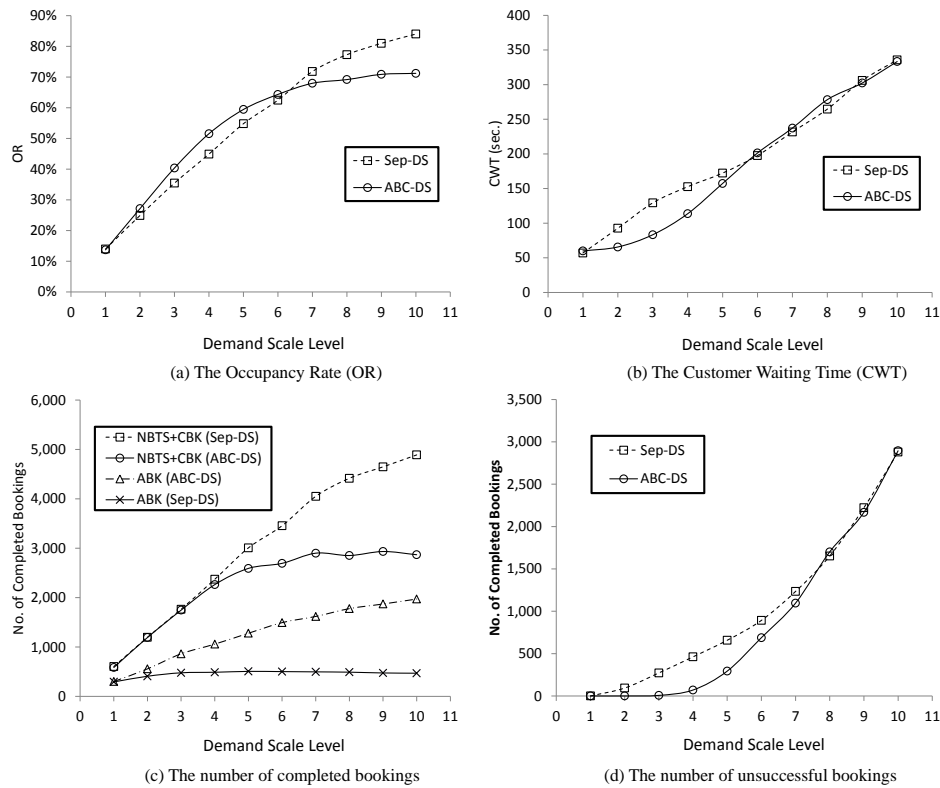 90%
80%
70%
60%
50%
40%
30%
20%
10%
0%
OR
Sep-DS
ABC-DS
0 1 2 3 4 5 6 7 8 9 10 11
Demand Scale Level
(a) The Occupancy Rate (OR)
400
350
300
250
200
150
100
50
0
CWT (sec.)
Sep-DS
ABC-DS
0 1 2 3 4 5 6 7 8 9 10 11
Demand Scale Level
(b) The Customer Waiting Time (CWT)
6,000
5,000
4,000
3,000
2,000
1,000
0
No. of Completed Bookings
NBTS+CBK (Sep-DS)
NBTS+CBK (ABC-DS)
ABK (ABC-DS)
ABK (Sep-DS)
0 1 2 3 4 5 6 7 8 9 10 11
Demand Scale Level
(c) The number of completed bookings
3,500
3,000
2,500
2,000
1,500
1,000
500
0
No. of Completed Bookings
Sep-DS
ABC-DS
0 1 2 3 4 5 6 7 8 9 10 11
Demand Scale Level
(d) The number of unsuccessful bookings